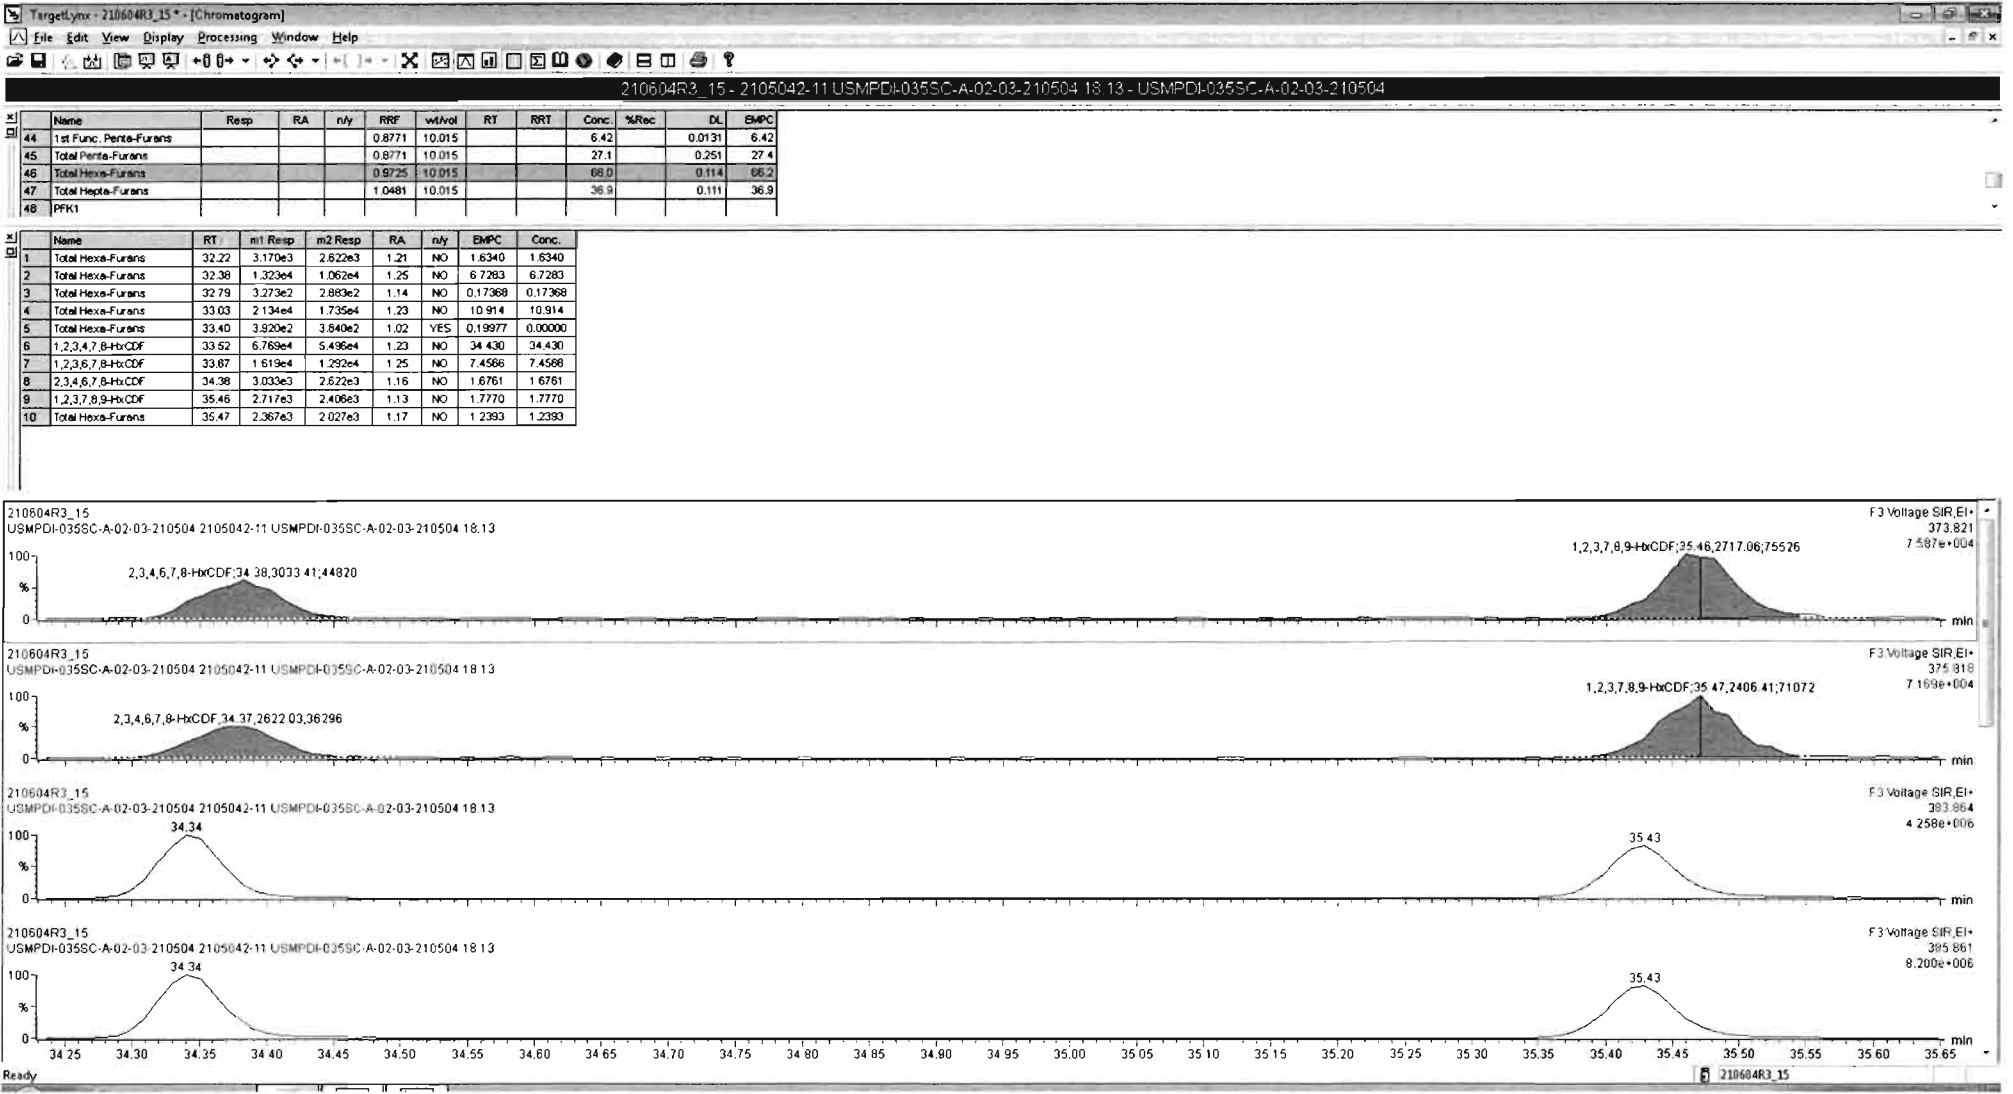 TargetLynx - 210604R3_15 * - [Chromatogram]
File Edit View Display Processing Window Help
210604R3_15 - 2105042-11 USMPDI-035SC-A-02-03-210504 18.13 - USMPDI-035SC-A-02-03-210504
Name Resp RA n/y RRF wt/vol RT RRT Conc. %Rec DL EMPC
44 1st Func. Penta-Furans 0.8771 10.015 6.42 0.0131 6.42
45 Total Penta-Furans 0.8771 10.015 27.1 0.251 27.4
46 Total Hexa-Furans 0.9725 10.015 66.0 0.114 66.2
47 Total Hepta-Furans 1.0481 10.015 36.9 0.111 36.9
48 PFK1
Name RT m1 Resp m2 Resp RA n/y EMPC Conc.
1 Total Hexa-Furans 32.22 3.170e3 2.622e3 1.21 NO 1.6340 1.6340
2 Total Hexa-Furans 32.38 1.323e4 1.062e4 1.25 NO 6.7283 6.7283
3 Total Hexa-Furans 32.79 3.273e2 2.883e2 1.14 NO 0.17368 0.17368
4 Total Hexa-Furans 33.03 2.134e4 1.735e4 1.23 NO 10.914 10.914
5 Total Hexa-Furans 33.40 3.920e2 3.840e2 1.02 YES 0.19977 0.00000
6 1,2,3,4,7,8-HxCDF 33.52 6.769e4 5.496e4 1.23 NO 34.430 34.430
7 1,2,3,6,7,8-HxCDF 33.67 1.619e4 1.292e4 1.25 NO 7.4566 7.4566
8 2,3,4,6,7,8-HxCDF 34.38 3.033e3 2.622e3 1.16 NO 1.6761 1.6761
9 1,2,3,7,8,9-HxCDF 35.46 2.717e3 2.406e3 1.13 NO 1.7770 1.7770
10 Total Hexa-Furans 35.47 2.367e3 2.027e3 1.17 NO 1.2393 1.2393
210604R3_15 F3:Voltage SIR,EI+
USMPDI-035SC-A-02-03-210504 2105042-11 USMPDI-035SC-A-02-03-210504 18.13 373.821
7.587e+004
1,2,3,7,8,9-HxCDF;35.46;2717.06;75526
100
2,3,4,6,7,8-HxCDF;34.38;3033.41;44820
%
0
min
210604R3_15 F3:Voltage SIR,EI+
USMPDI-035SC-A-02-03-210504 2105042-11 USMPDI-035SC-A-02-03-210504 18.13 375.818
7.169e+004
1,2,3,7,8,9-HxCDF;35.47;2406.41;71072
100
2,3,4,6,7,8-HxCDF;34.37;2622.03;36296
%
0
min
210604R3_15 F3:Voltage SIR,EI+
USMPDI-035SC-A-02-03-210504 2105042-11 USMPDI-035SC-A-02-03-210504 18.13 383.864
4.258e+006
34.34 35.43
100
%
0
min
210604R3_15 F3:Voltage SIR,EI+
USMPDI-035SC-A-02-03-210504 2105042-11 USMPDI-035SC-A-02-03-210504 18.13 385.861
8.200e+006
34.34 35.43
100
%
0
min
34.25 34.30 34.35 34.40 34.45 34.50 34.55 34.60 34.65 34.70 34.75 34.80 34.85 34.90 34.95 35.00 35.05 35.10 35.15 35.20 35.25 35.30 35.35 35.40 35.45 35.50 35.55 35.60 35.65
Ready 210604R3_15